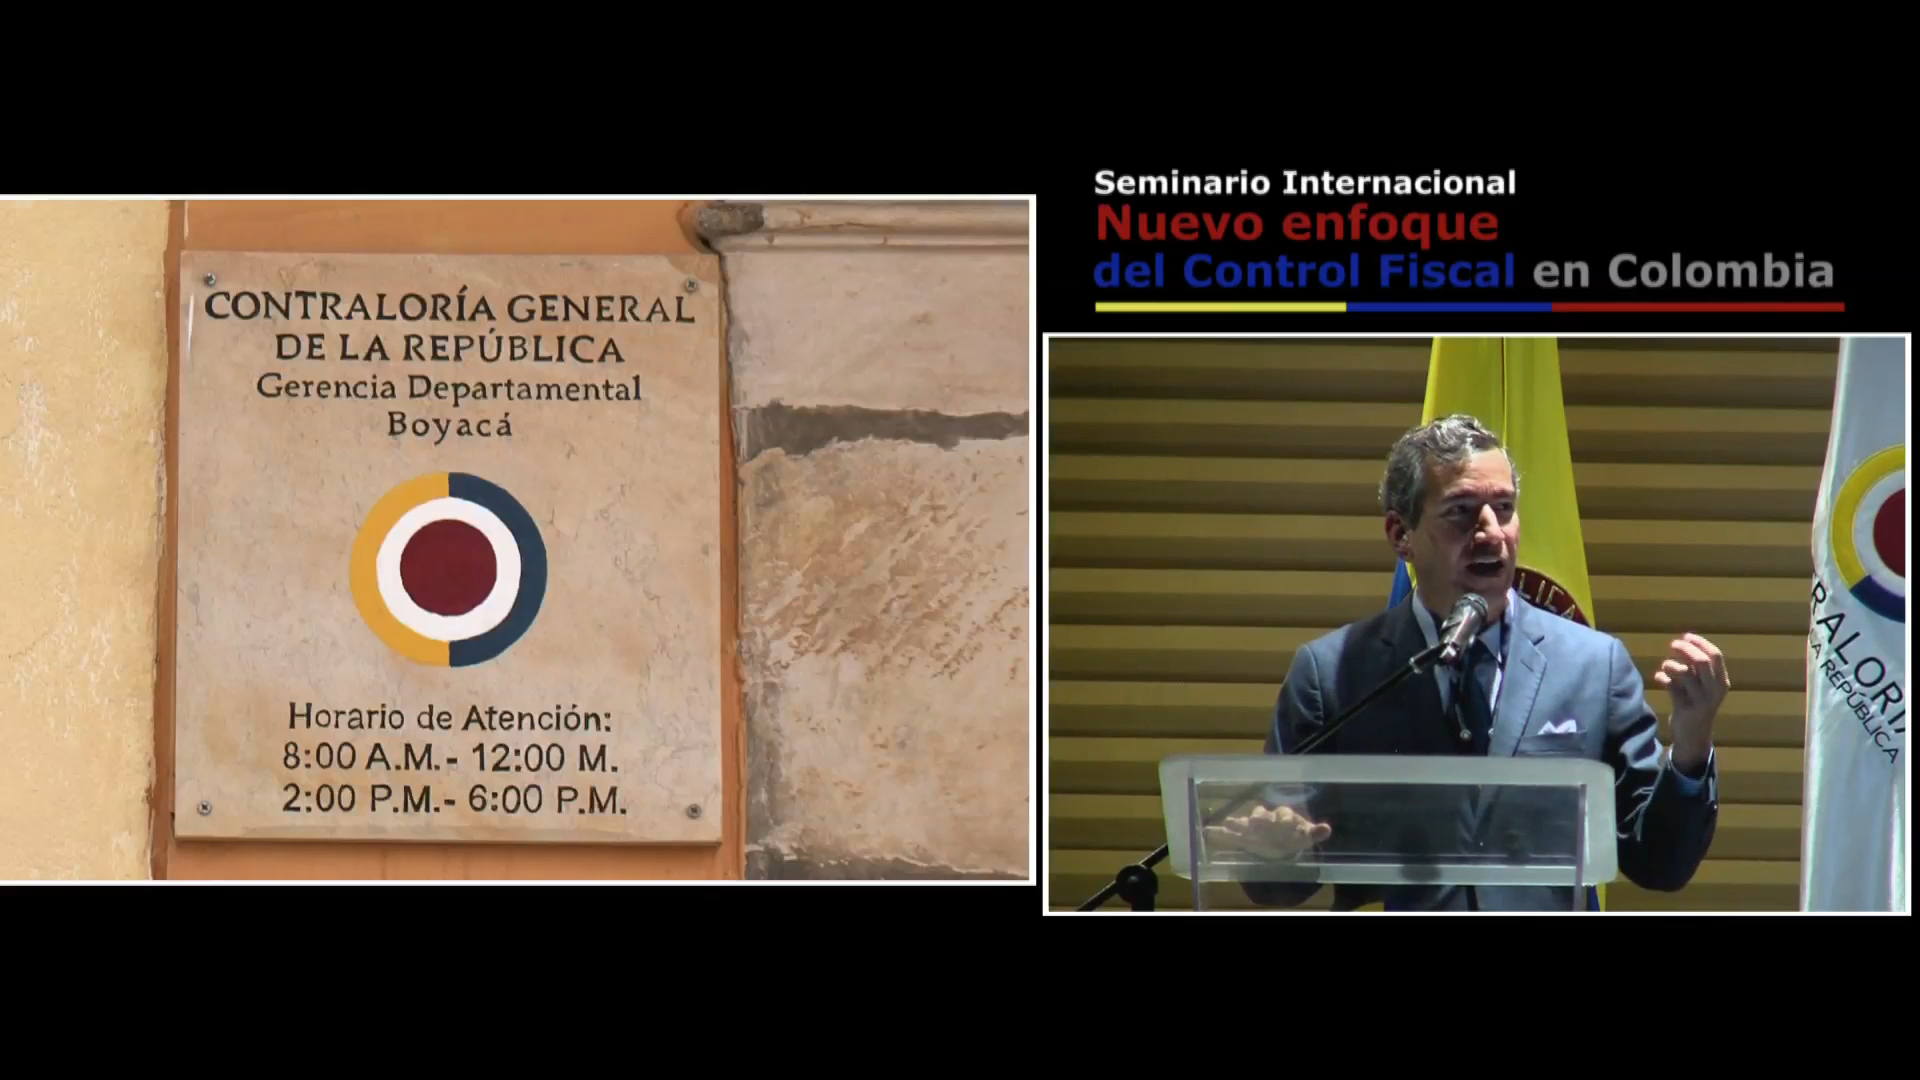 CONTRALORÍA GENERAL
DE LA REPÚBLICA
Gerencia Departamental
Boyacá
Horario de Atención:
8:00 A.M.- 12:00 M.
2:00 P.M.- 6:00 P.M.
Seminario Internacional
Nuevo enfoque
del Control Fiscal en Colombia